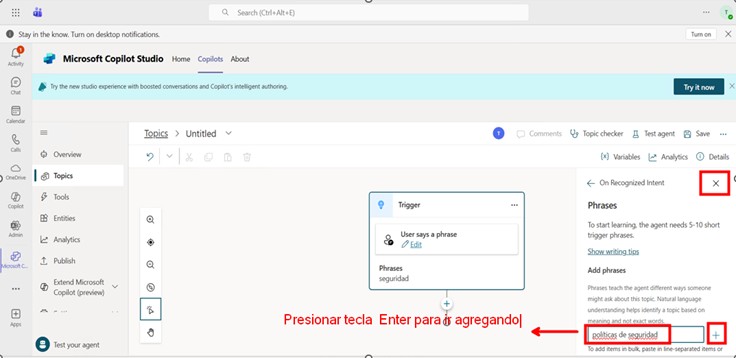 Search (Ctrl+Alt+E)
T
Stay in the know. Turn on desktop notifications.
Turn on
Activity
Chat
Calendar
Calls
OneDrive
Copilot
Admin
Microsoft C...
Apps
Microsoft Copilot Studio
Home
Copilots
About
Try the new studio experience with boosted conversations and Copilot's intelligent authoring.
Try it now
Overview
Topics
Tools
Entities
Analytics
Publish
Extend Microsoft
Copilot (preview)
Test your agent
Topics > Untitled
T
Comments
Topic checker
Test agent
Save
Variables
Analytics
Details
Trigger
User says a phrase
Edit
Phrases
seguridad
Presionar tecla Enter para ir agregando
On Recognized Intent
Phrases
To start learning, the agent needs 5-10 short
trigger phrases.
Show writing tips
Add phrases
Phrases teach the agent different ways someone
might ask about this topic. Natural language
understanding helps identify a topic based on
meaning and not exact words.
políticas de seguridad
To add items in bulk, paste in line-separated items or